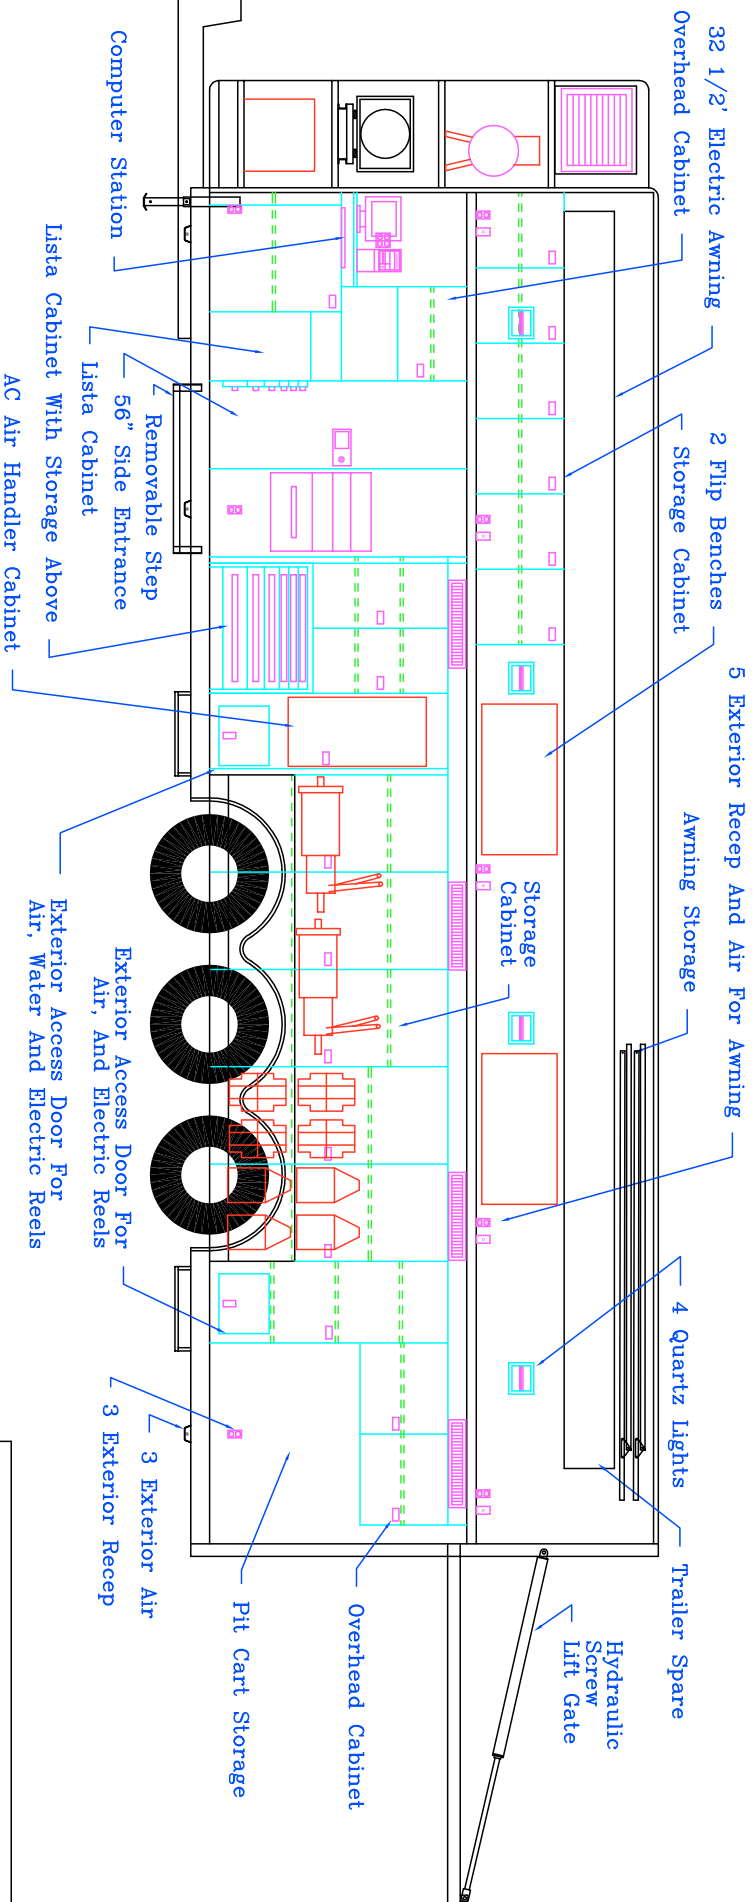 32 1/2' Electric Awning
Overhead Cabinet
2 Flip Benches
Storage Cabinet
5 Exterior Recep And Air For Awning
Awning Storage
4 Quartz Lights
Trailer Spare
Hydraulic
Screw
Lift Gate
Storage
Cabinet
Computer Station
Removable Step
56" Side Entrance
Lista Cabinet
Lista Cabinet With Storage Above
AC Air Handler Cabinet
Exterior Access Door For
Air, And Electric Reels
Exterior Access Door For
Air, Water And Electric Reels
3 Exterior Air
3 Exterior Recep
Pit Cart Storage
Overhead Cabinet